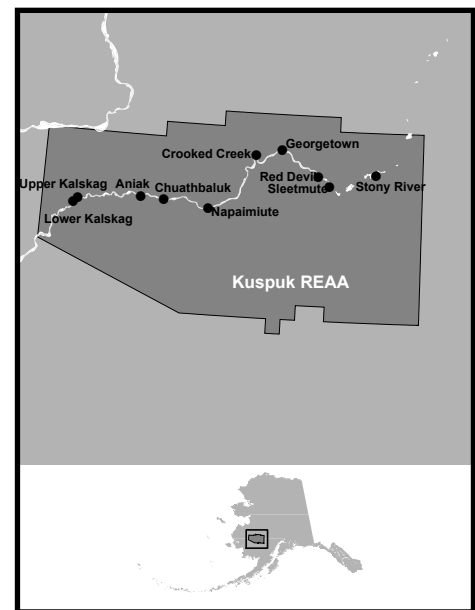 Georgetown
Crooked Creek
Red Devil
Sleetmute
Stony River
Upper Kalskag
Aniak
Chuathbaluk
Lower Kalskag
Napaimiute
Kuspuk REAA